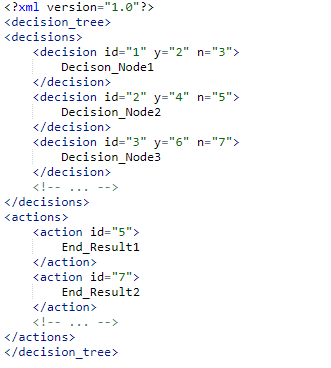 <?xml version="1.0"?>
<decision_tree>
<decisions>
<decision id="1" y="2" n="3">
Decison_Node1
</decision>
<decision id="2" y="4" n="5">
Decision_Node2
</decision>
<decision id="3" y="6" n="7">
Decision_Node3
</decision>
<!-- ... -->
</decisions>
<actions>
<action id="5">
End_Result1
</action>
<action id="7">
End_Result2
</action>
<!-- ... -->
</actions>
</decision_tree>